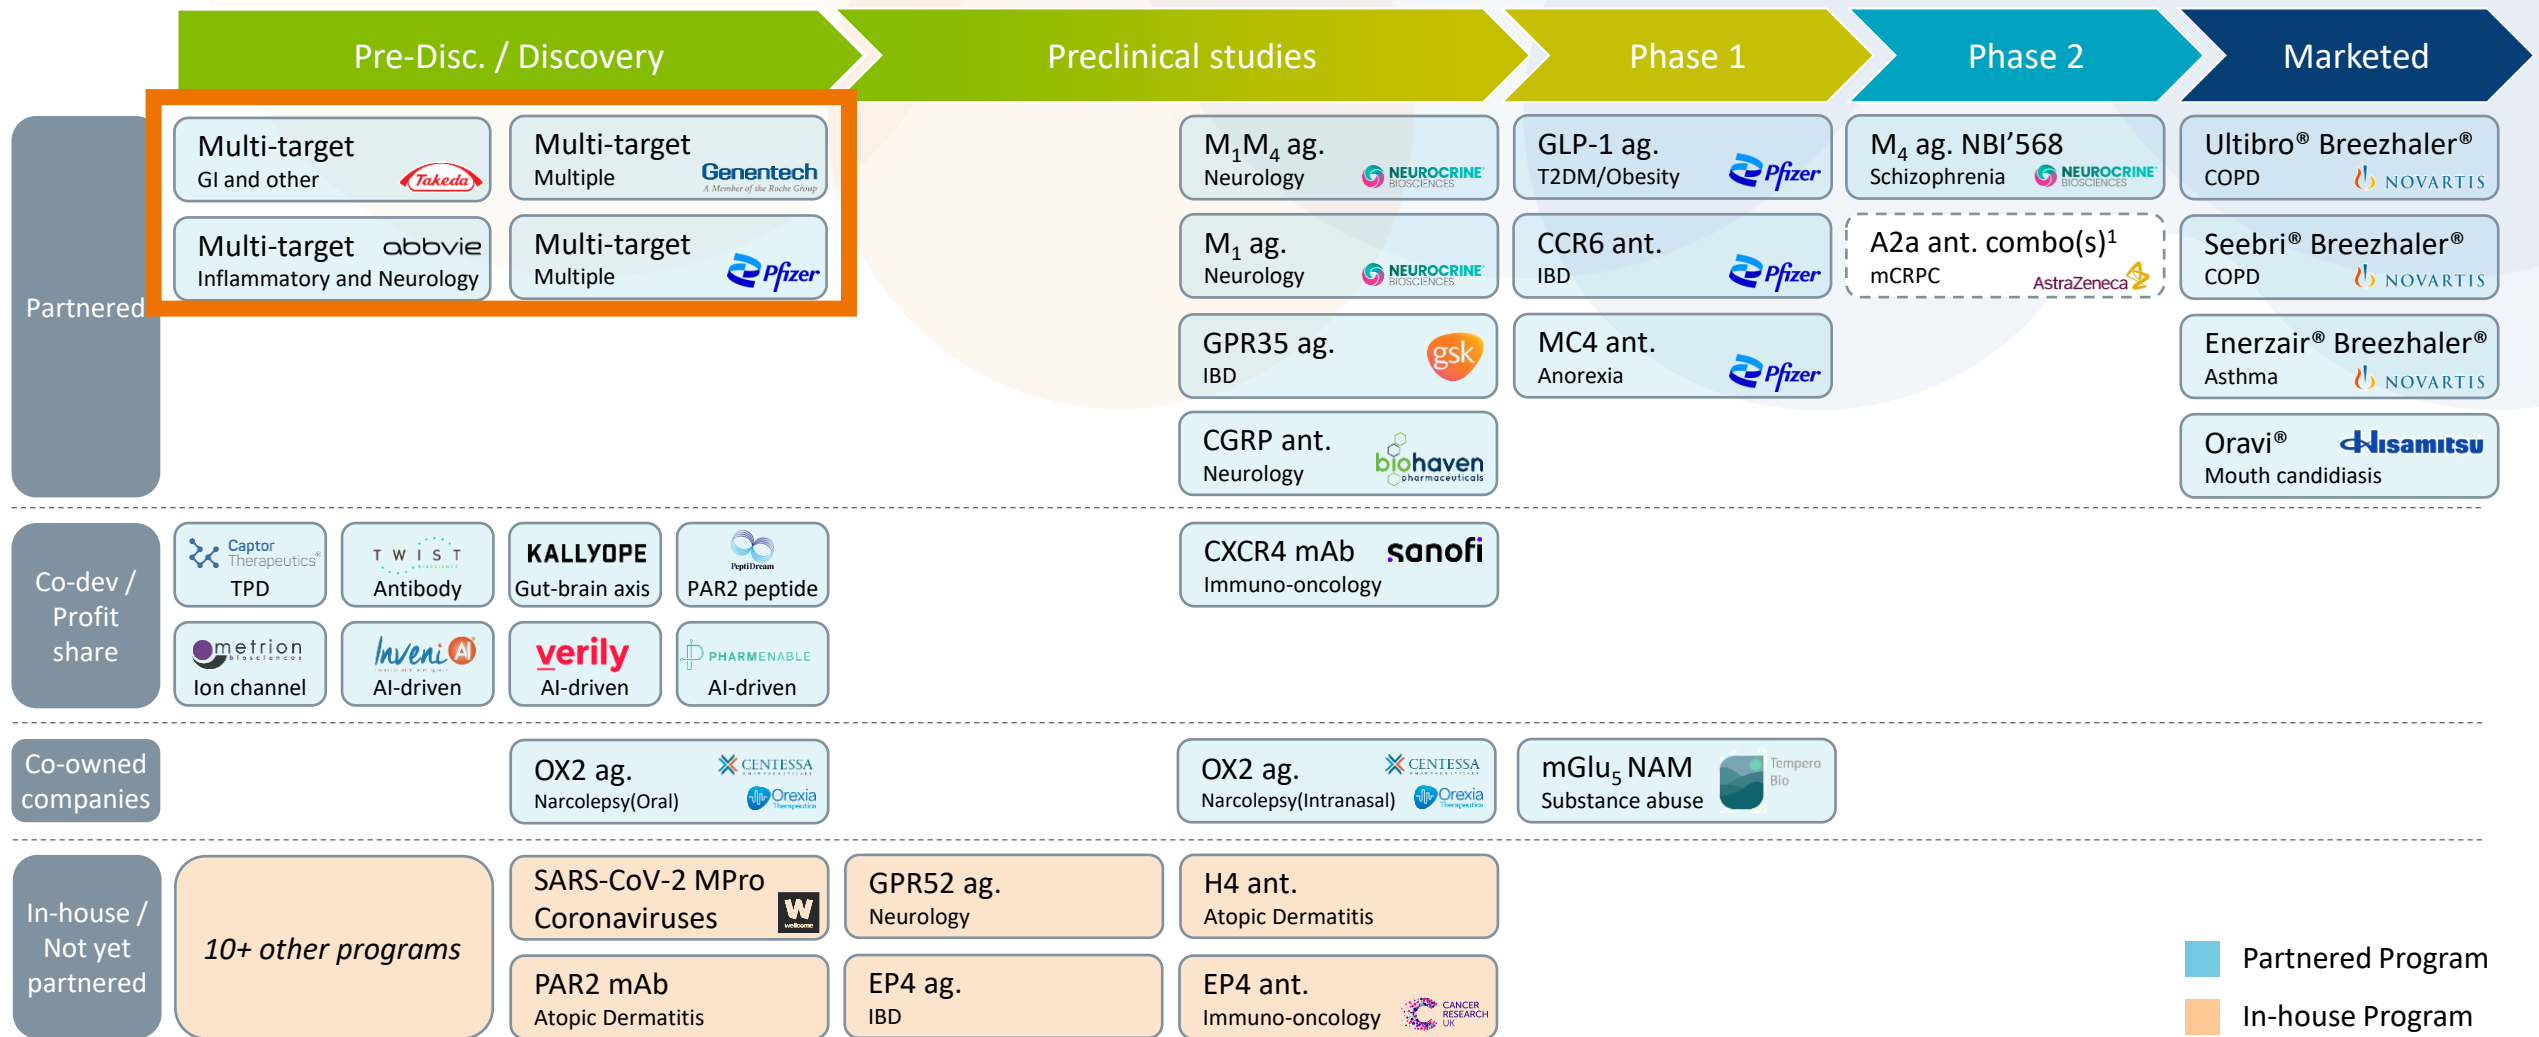 Pre-Disc. / Discovery
Preclinical studies
Phase 1
Phase 2
Marketed
Partnered
Multi-target
GI and other
Takeda
Multi-target
Multiple
Genentech
A Member of the Roche Group
Multi-target
Inflammatory and Neurology
abbvie
Multi-target
Multiple
Pfizer
M₁M₄ ag.
Neurology
NEUROCRINE
BIOSCIENCES
M₁ ag.
Neurology
NEUROCRINE
BIOSCIENCES
GPR35 ag.
IBD
gsk
CGRP ant.
Neurology
biohaven
pharmaceuticals
GLP-1 ag.
T2DM/Obesity
Pfizer
CCR6 ant.
IBD
Pfizer
MC4 ant.
Anorexia
Pfizer
M₄ ag. NBI’568
Schizophrenia
NEUROCRINE
BIOSCIENCES
A2a ant. combo(s)¹
mCRPC
AstraZeneca
Ultibro® Breezhaler®
COPD
NOVARTIS
Seebri® Breezhaler®
COPD
NOVARTIS
Enzerair® Breezhaler®
Asthma
NOVARTIS
Oravi®
Mouth candidiasis
Hisamitsu
Co-dev /
Profit
share
Captor
Therapeutics®
TPD
TWIST
BIOSCIENCE
Antibody
KALLYOPE
Gut-brain axis
PeptiDream
PAR2 peptide
metrion
biosciences
Ion channel
InveniAI
AI-driven
verily
AI-driven
PHARMENABLE
AI-driven
CXCR4 mAb
Immuno-oncology
sanofi
Co-owned
companies
OX2 ag.
Narcolepsy(Oral)
CENTESSA
PHARMACEUTICALS
Orexia
Therapeutics
OX2 ag.
Narcolepsy(Intranasal)
CENTESSA
PHARMACEUTICALS
Orexia
Therapeutics
mGlu₅ NAM
Substance abuse
Tempero
Bio
In-house /
Not yet
partnered
10+ other programs
SARS-CoV-2 MPro
Coronaviruses
W
wellcome
PAR2 mAb
Atopic Dermatitis
GPR52 ag.
Neurology
EP4 ag.
IBD
H4 ant.
Atopic Dermatitis
EP4 ant.
Immuno-oncology
CANCER
RESEARCH
UK
Partnered Program
In-house Program